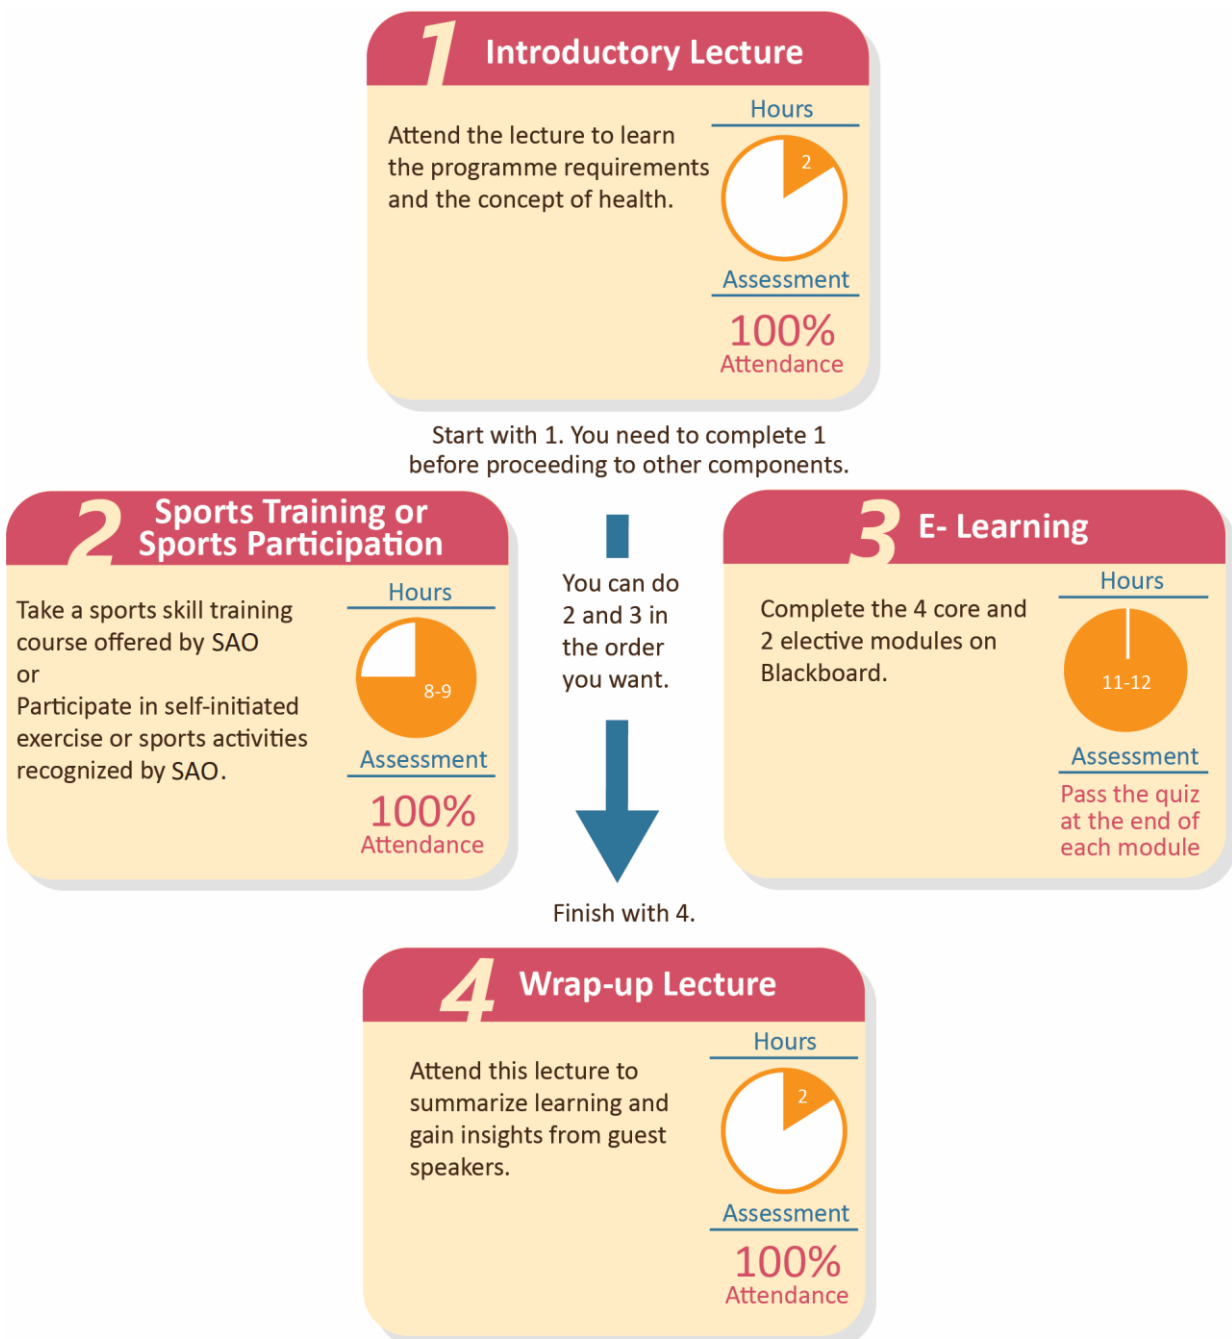 1 Introductory Lecture
Attend the lecture to learn
the programme requirements
and the concept of health.
Hours
2
Assessment
100%
Attendance
Start with 1. You need to complete 1
before proceeding to other components.
2 Sports Training or
Sports Participation
Take a sports skill training
course offered by SAO
or
Participate in self-initiated
exercise or sports activities
recognized by SAO.
Hours
8-9
Assessment
100%
Attendance
You can do
2 and 3 in
the order
you want.
3 E- Learning
Complete the 4 core and
2 elective modules on
Blackboard.
Hours
11-12
Assessment
Pass the quiz
at the end of
each module
Finish with 4.
4 Wrap-up Lecture
Attend this lecture to
summarize learning and
gain insights from guest
speakers.
Hours
2
Assessment
100%
Attendance